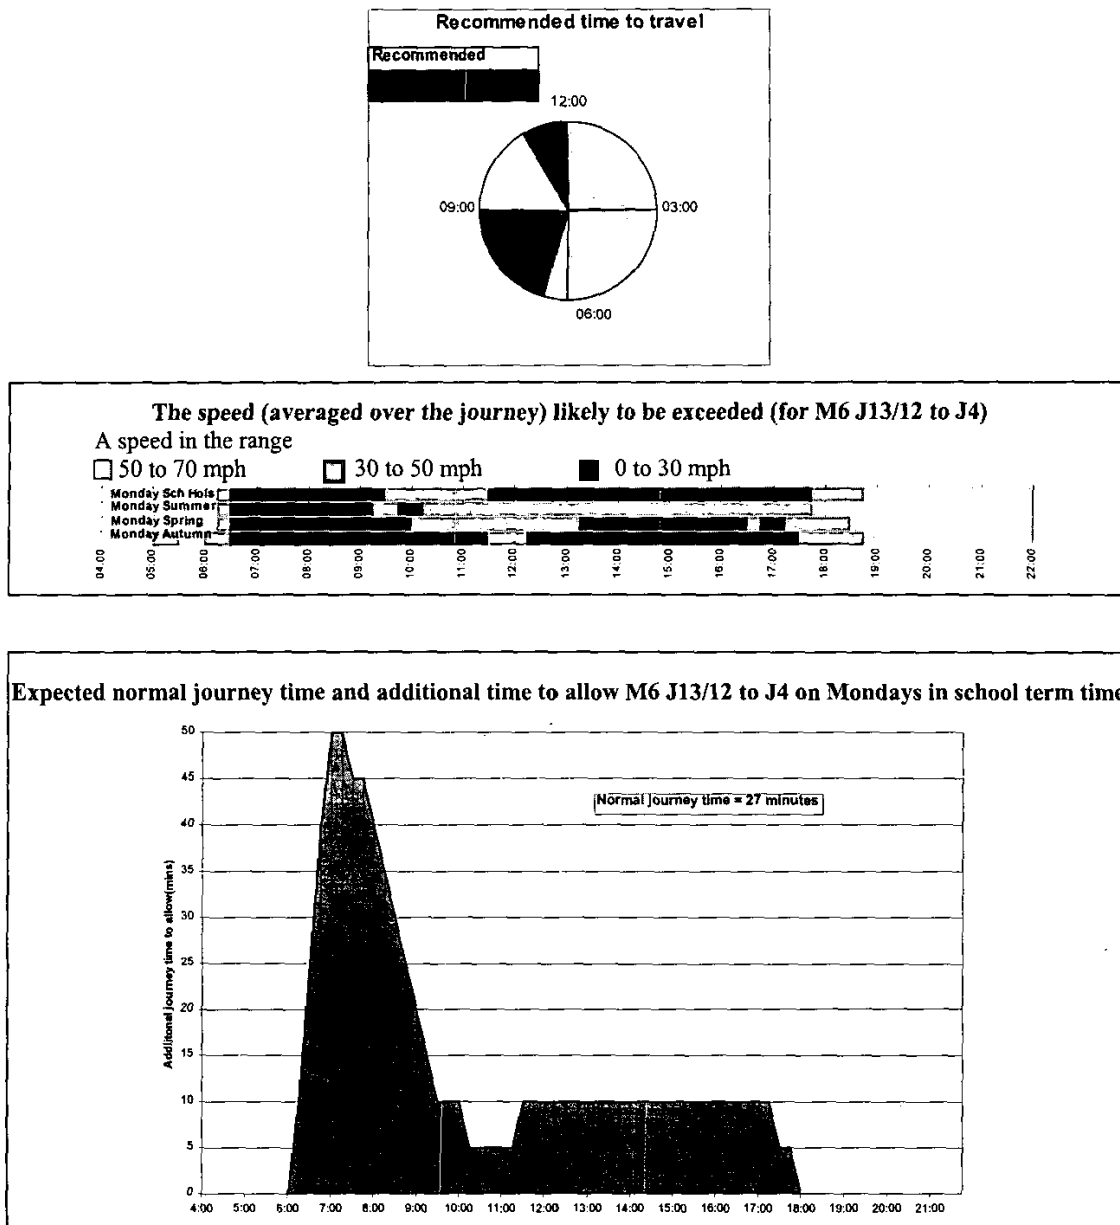 Recommended time to travel
Recommended
12:00
09:00
03:00
06:00
The speed (averaged over the journey) likely to be exceeded (for M6 J13/12 to J4)
A speed in the range
50 to 70 mph 30 to 50 mph 0 to 30 mph
Monday Sch Hols
Monday Summer
Monday Spring
Monday Autumn
04:00 05:00 06:00 07:00 08:00 09:00 10:00 11:00 12:00 13:00 14:00 15:00 16:00 17:00 18:00 19:00 20:00 21:00 22:00
Expected normal journey time and additional time to allow M6 J13/12 to J4 on Mondays in school term time
Additonal journey time to allow(mins)
50
45
Normal journey time = 27 minutes
40
35
30
25
20
15
10
5
0
4:00 5:00 6:00 7:00 8:00 9:00 10:00 11:00 12:00 13:00 14:00 15:00 16:00 17:00 18:00 19:00 20:00 21:00